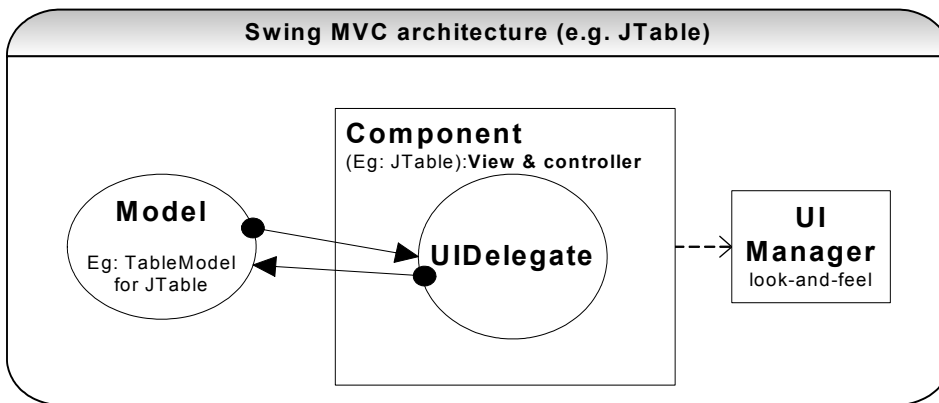 Swing MVC architecture (e.g. JTable)
Component
(Eg: JTable):View & controller
Model
Eg: TableModel
for JTable
UIDelegate
UI
Manager
look-and-feel